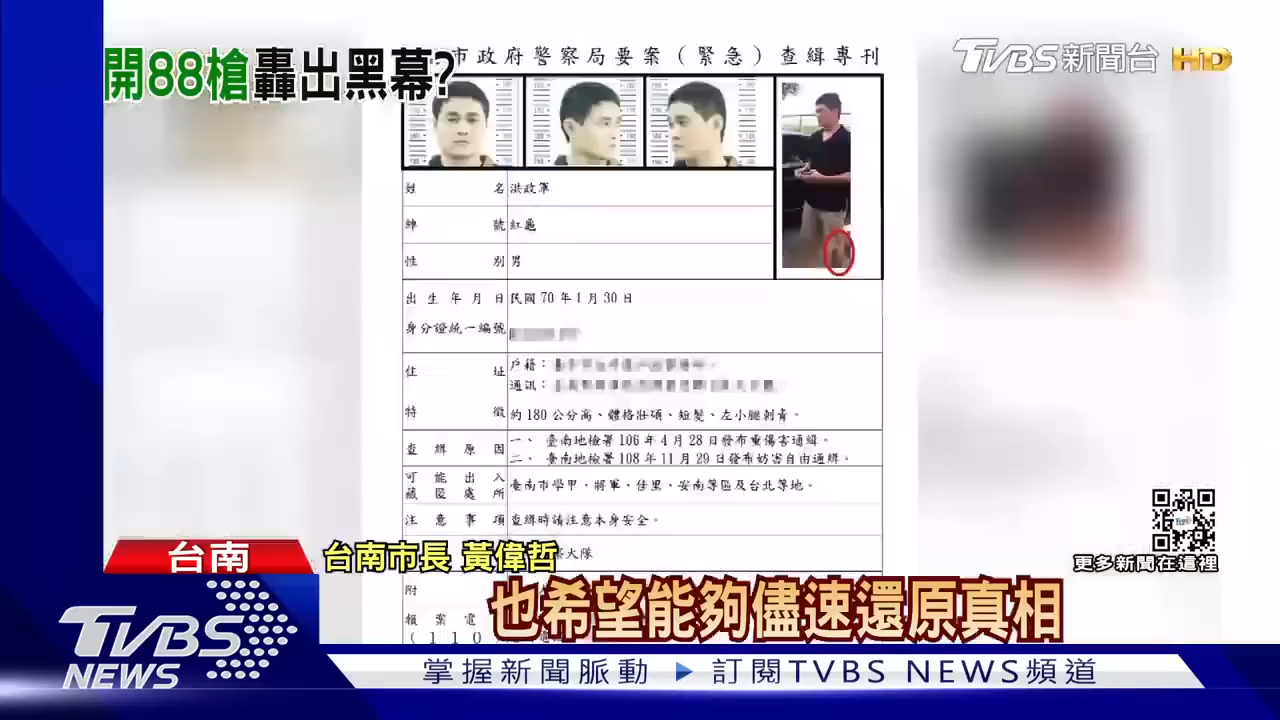 開88槍轟出黑幕?
市政府警察局要案（緊急）查緝專刊
TVBS新聞台 HD
姓名 洪政軍
綽號 紅龜
性別 男
出生年月日 民國70年1月30日
身分證統一編號
住址 戶籍：
通訊：
特徵 約180公分高、體格壯碩、短髮、左小腿刺青。
查緝原因 一、臺南地檢署106年4月28日發布重傷害通緝。
二、臺南地檢署108年11月29日發布妨害自由通緝。
可能出入藏匿處所 臺南市學甲、將軍、佳里、安南等區及台北等地。
注意事項 查緝時請注意本身安全。
大隊
附
報案電
(110
更多新聞在這裡
台南 台南市長 黃偉哲
也希望能夠儘速還原真相
TVBS NEWS
掌握新聞脈動 ▶ 訂閱TVBS NEWS頻道